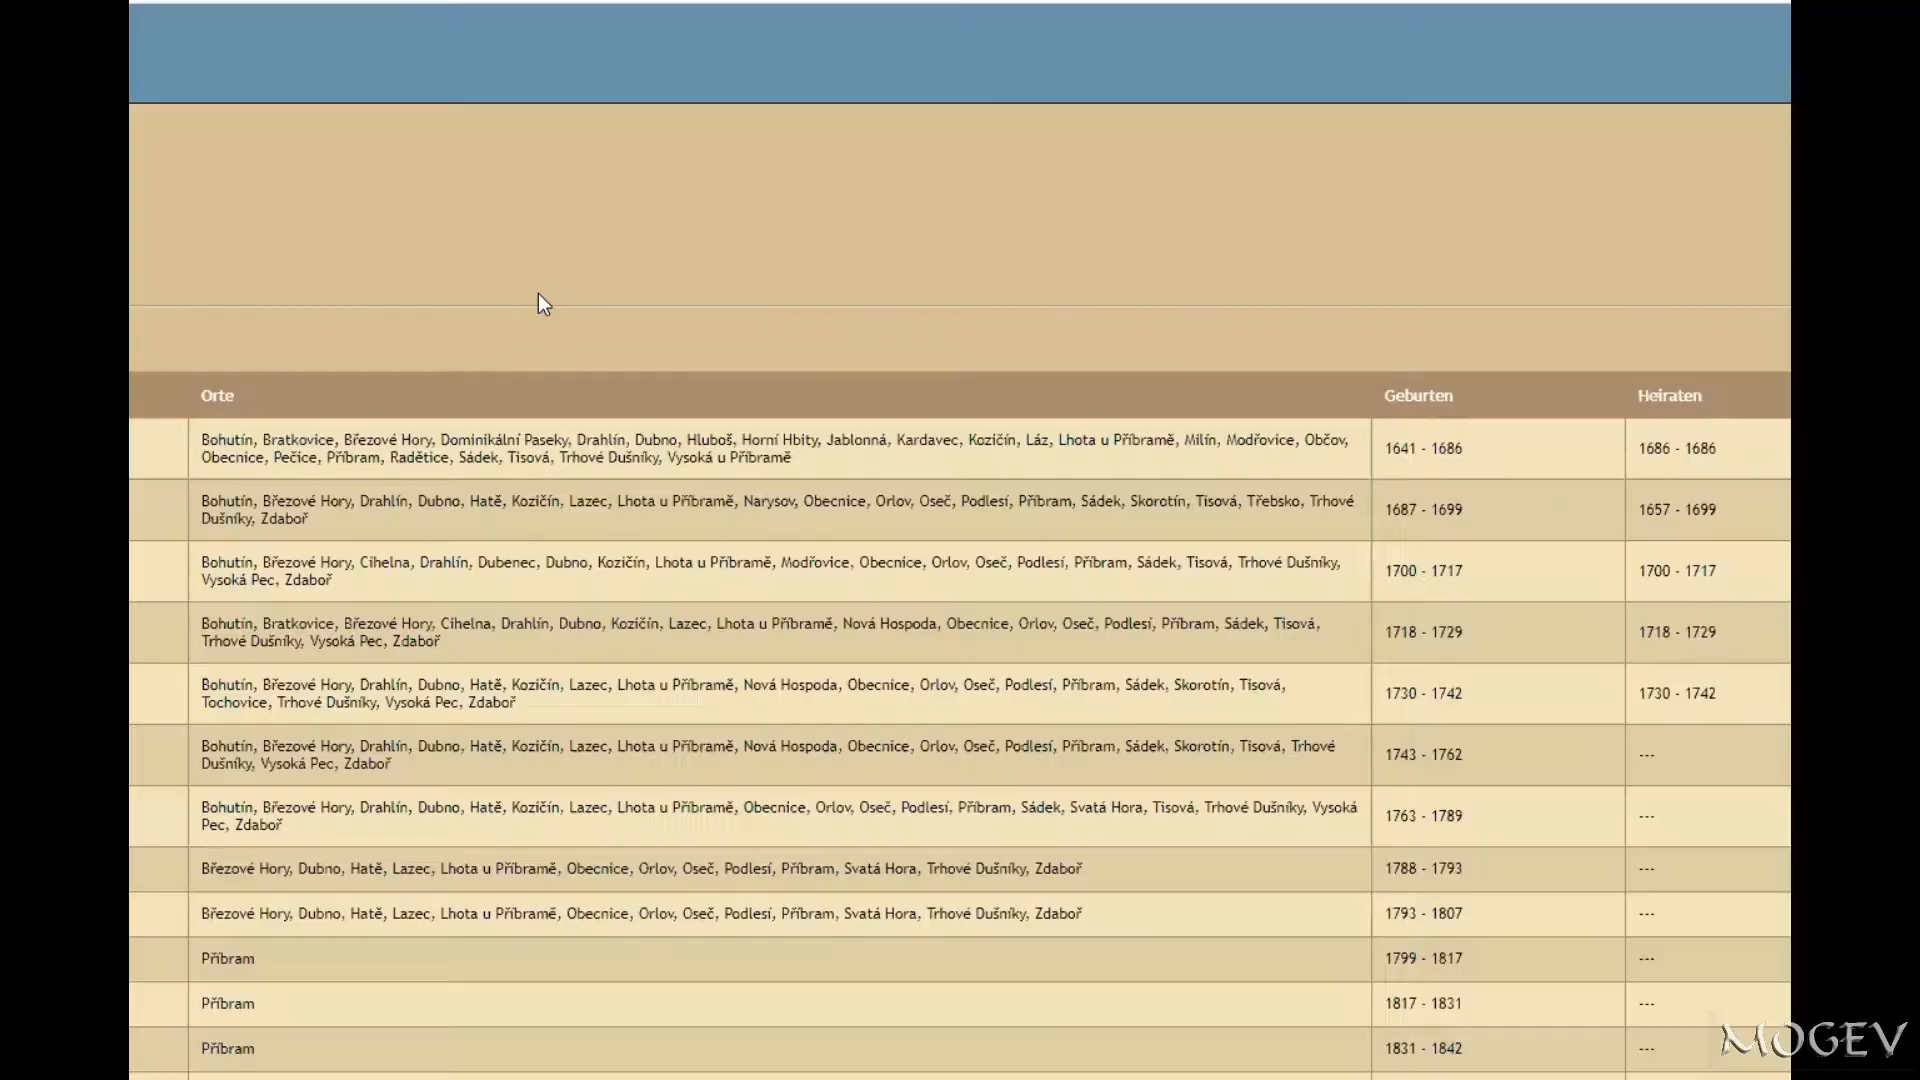 Orte Geburten Heiraten
Bohutín, Bratkovice, Březové Hory, Dominikální Paseky, Drahlín, Dubno, Hluboš, Horní Hbity, Jablonná, Kardavec, Kozičín, Láz, Lhota u Příbramě, Milín, Modřovice, Občov,
Obecnice, Pečice, Příbram, Radětice, Sádek, Tisová, Trhové Dušníky, Vysoká u Příbramě
1641 - 1686 1686 - 1686
Bohutín, Březové Hory, Drahlín, Dubno, Hatě, Kozičín, Lazec, Lhota u Příbramě, Narysov, Obecnice, Orlov, Oseč, Podlesí, Příbram, Sádek, Skorotín, Tisová, Třebsko, Trhové
Dušníky, Zdaboř
1687 - 1699 1657 - 1699
Bohutín, Březové Hory, Cihelna, Drahlín, Dubenec, Dubno, Kozičín, Lhota u Příbramě, Modřovice, Obecnice, Orlov, Oseč, Podlesí, Příbram, Sádek, Tisová, Trhové Dušníky,
Vysoká Pec, Zdaboř
1700 - 1717 1700 - 1717
Bohutín, Bratkovice, Březové Hory, Cihelna, Drahlín, Dubno, Kozičín, Lazec, Lhota u Příbramě, Nová Hospoda, Obecnice, Orlov, Oseč, Podlesí, Příbram, Sádek, Tisová,
Trhové Dušníky, Vysoká Pec, Zdaboř
1718 - 1729 1718 - 1729
Bohutín, Březové Hory, Drahlín, Dubno, Hatě, Kozičín, Lazec, Lhota u Příbramě, Nová Hospoda, Obecnice, Orlov, Oseč, Podlesí, Příbram, Sádek, Skorotín, Tisová,
Tochovice, Trhové Dušníky, Vysoká Pec, Zdaboř
1730 - 1742 1730 - 1742
Bohutín, Březové Hory, Drahlín, Dubno, Hatě, Kozičín, Lazec, Lhota u Příbramě, Nová Hospoda, Obecnice, Orlov, Oseč, Podlesí, Příbram, Sádek, Skorotín, Tisová, Trhové
Dušníky, Vysoká Pec, Zdaboř
1743 - 1762 ---
Bohutín, Březové Hory, Drahlín, Dubno, Hatě, Kozičín, Lazec, Lhota u Příbramě, Obecnice, Orlov, Oseč, Podlesí, Příbram, Sádek, Svatá Hora, Tisová, Trhové Dušníky, Vysoká
Pec, Zdaboř
1763 - 1789 ---
Březové Hory, Dubno, Hatě, Lazec, Lhota u Příbramě, Obecnice, Orlov, Oseč, Podlesí, Příbram, Svatá Hora, Trhové Dušníky, Zdaboř 1788 - 1793 ---
Březové Hory, Dubno, Hatě, Lazec, Lhota u Příbramě, Obecnice, Orlov, Oseč, Podlesí, Příbram, Svatá Hora, Trhové Dušníky, Zdaboř 1793 - 1807 ---
Příbram 1799 - 1817 ---
Příbram 1817 - 1831 ---
Příbram 1831 - 1842 ---
MOGEV